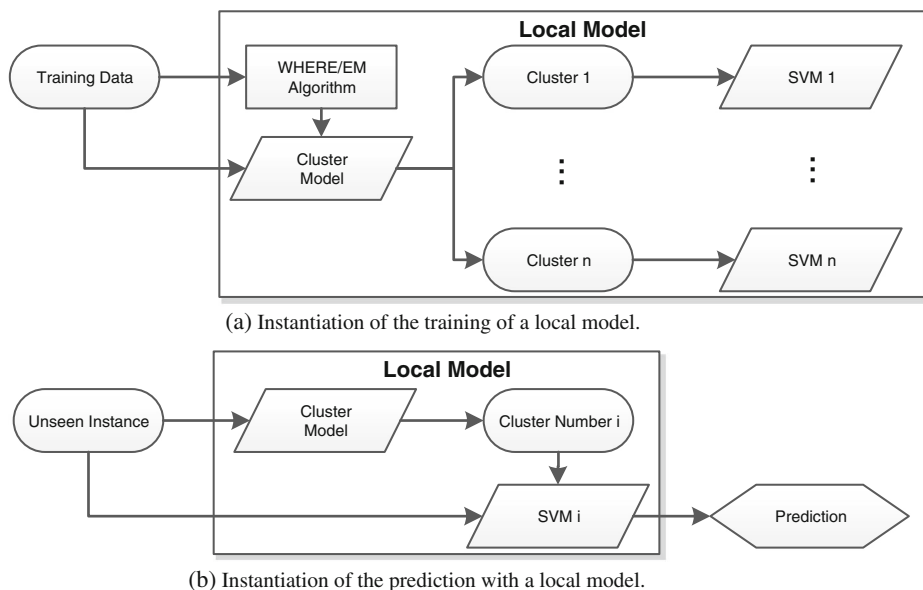 Local Model
Training Data
WHERE/EM
Algorithm
Cluster
Model
Cluster 1
SVM 1
Cluster n
SVM n
(a) Instantiation of the training of a local model.
Local Model
Unseen Instance
Cluster
Model
Cluster Number i
SVM i
Prediction
(b) Instantiation of the prediction with a local model.